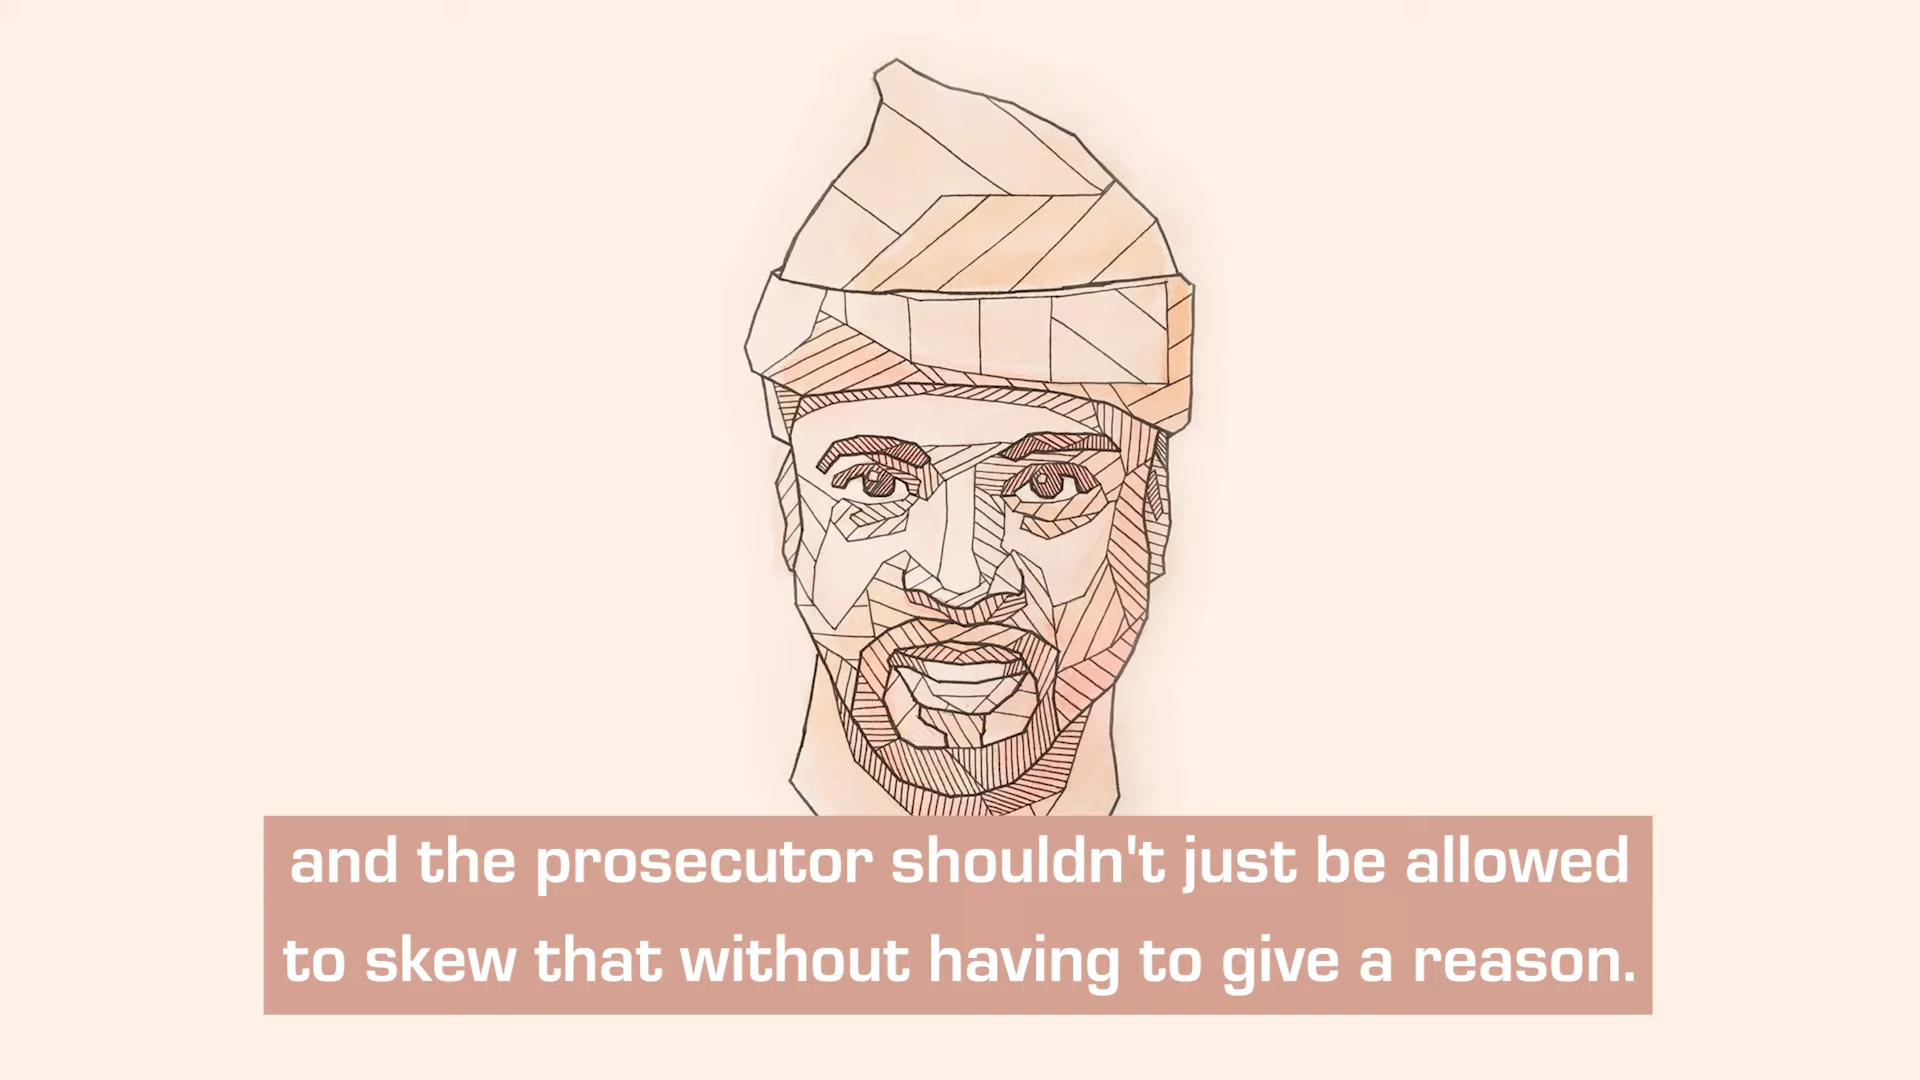 and the prosecutor shouldn't just be allowed
to skew that without having to give a reason.